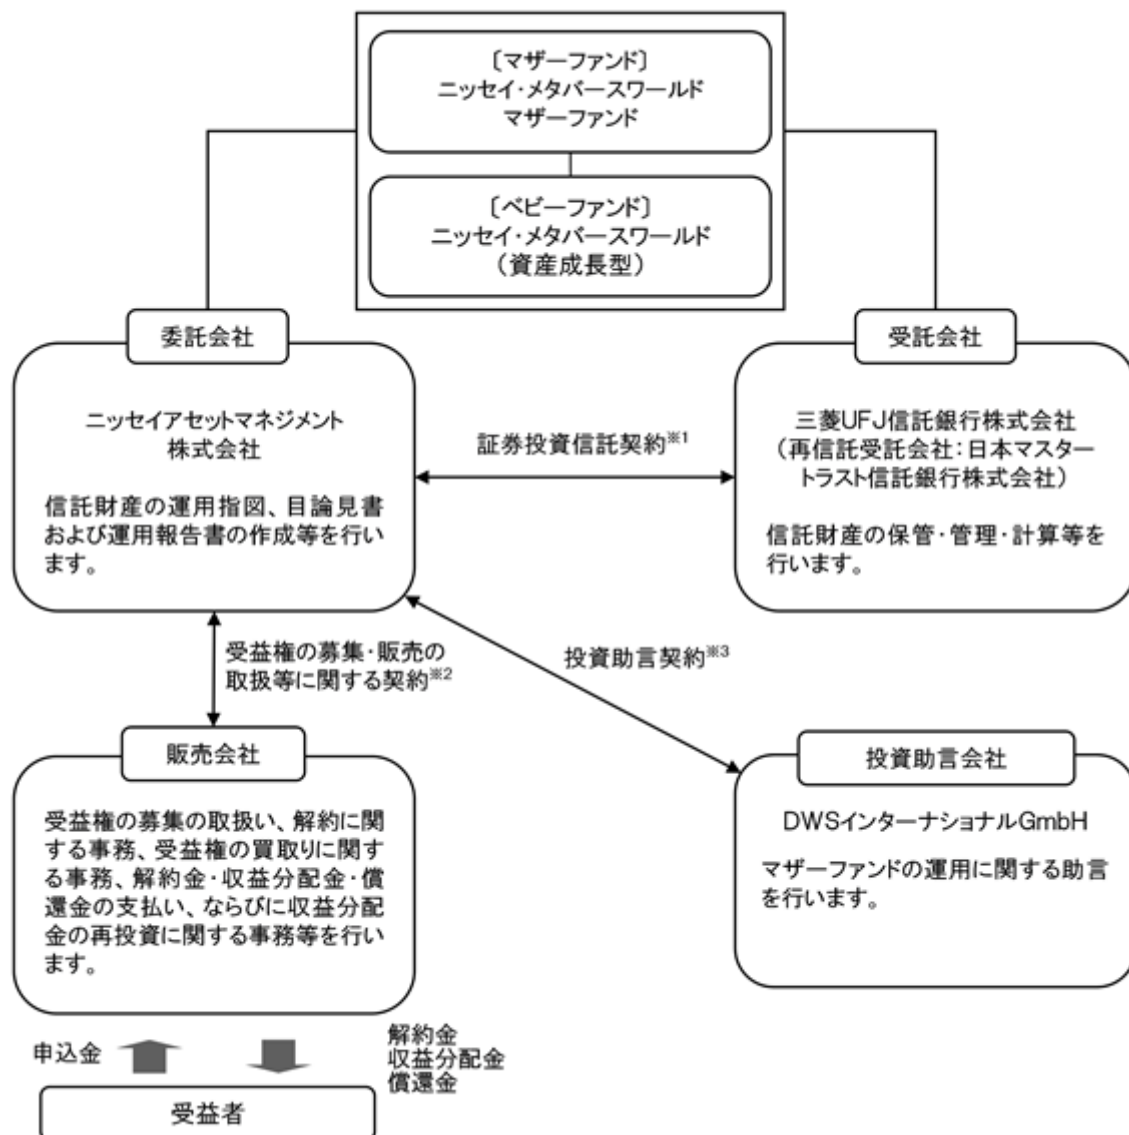 〔マザーファンド〕
ニッセイ・メタバースワールド
マザーファンド
〔ベビーファンド〕
ニッセイ・メタバースワールド
（資産成長型）
委託会社
ニッセイアセットマネジメント
株式会社
信託財産の運用指図、目論見書
および運用報告書の作成等を行い
ます。
証券投資信託契約※1
受託会社
三菱UFJ信託銀行株式会社
（再信託受託会社：日本マスター
トラスト信託銀行株式会社）
信託財産の保管・管理・計算等を
行います。
受益権の募集・販売の
取扱等に関する契約※2
投資助言契約※3
販売会社
受益権の募集の取扱い、解約に関
する事務、受益権の買取りに関す
る事務、解約金・収益分配金・償
還金の支払い、ならびに収益分配
金の再投資に関する事務等を行い
ます。
投資助言会社
DWSインターナショナルGmbH
マザーファンドの運用に関する助言
を行います。
申込金
解約金
収益分配金
償還金
受益者